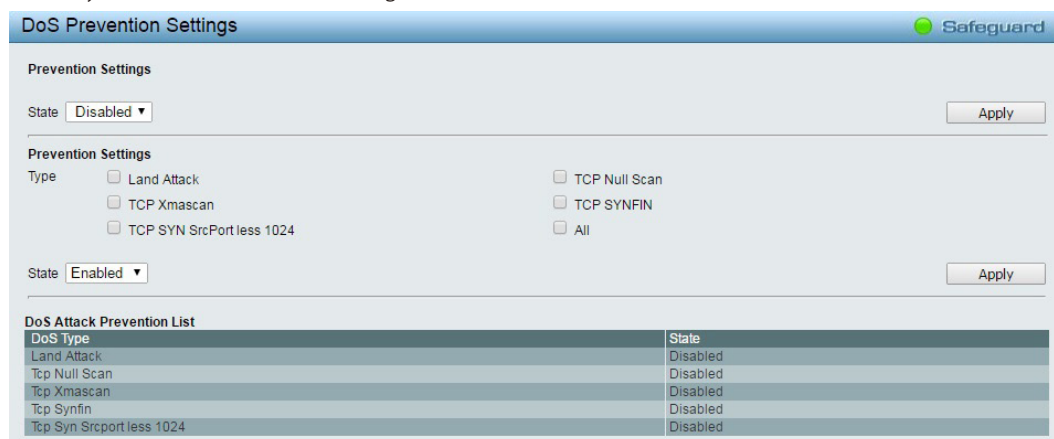 DoS Prevention Settings
Safeguard
Prevention Settings
State Disabled
Apply
Prevention Settings
Type Land Attack TCP Null Scan
TCP Xmascan TCP SYNFIN
TCP SYN SrcPort less 1024 All
State Enabled
Apply
DoS Attack Prevention List
DoS Type State
Land Attack Disabled
Tcp Null Scan Disabled
Tcp Xmascan Disabled
Tcp Synfin Disabled
Tcp Syn Srcport less 1024 Disabled